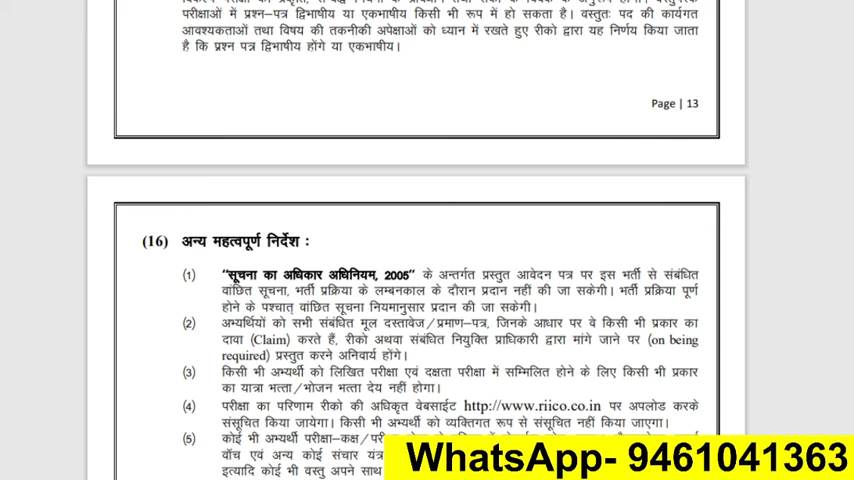 परीक्षाओं में प्रश्न–पत्र द्विभाषीय या एकभाषीय किसी भी रूप में हो सकता है। वस्तुतः पद की कार्यगत
आवश्यकताओं तथा विषय की तकनीकी अपेक्षाओं को ध्यान में रखते हुए रीको द्वारा यह निर्णय किया जाता
है कि प्रश्न पत्र द्विभाषीय होंगे या एकभाषीय।
Page | 13
(16) अन्य महत्वपूर्ण निर्देश :
(1) "सूचना का अधिकार अधिनियम, 2005" के अन्तर्गत प्रस्तुत आवेदन पत्र पर इस भर्ती से संबंधित
वांछित सूचना, भर्ती प्रक्रिया के लम्बनकाल के दौरान प्रदान नहीं की जा सकेगी। भर्ती प्रक्रिया पूर्ण
होने के पश्चात् वांछित सूचना नियमानुसार प्रदान की जा सकेगी।
(2) अभ्यर्थियों को सभी संबंधित मूल दस्तावेज/प्रमाण–पत्र, जिनके आधार पर वे किसी भी प्रकार का
दावा (Claim) करते हैं, रीको अथवा संबंधित नियुक्ति प्राधिकारी द्वारा मांगे जाने पर (on being
required) प्रस्तुत करने अनिवार्य होंगे।
(3) किसी भी अभ्यर्थी को लिखित परीक्षा एवं दक्षता परीक्षा में सम्मिलित होने के लिए किसी भी प्रकार
का यात्रा भत्ता/भोजन भत्ता देय नहीं होगा।
(4) परीक्षा का परिणाम रीको की अधिकृत वेबसाईट http://www.riico.co.in पर अपलोड करके
संसूचित किया जायेगा। किसी भी अभ्यर्थी को व्यक्तिगत रूप से संसूचित नहीं किया जाएगा।
(5) कोई भी अभ्यर्थी परीक्षा–कक्ष/
वॉच एवं अन्य कोई संचार यंत्र
इत्यादि कोई भी वस्तु अपने साथ
WhatsApp- 9461041363